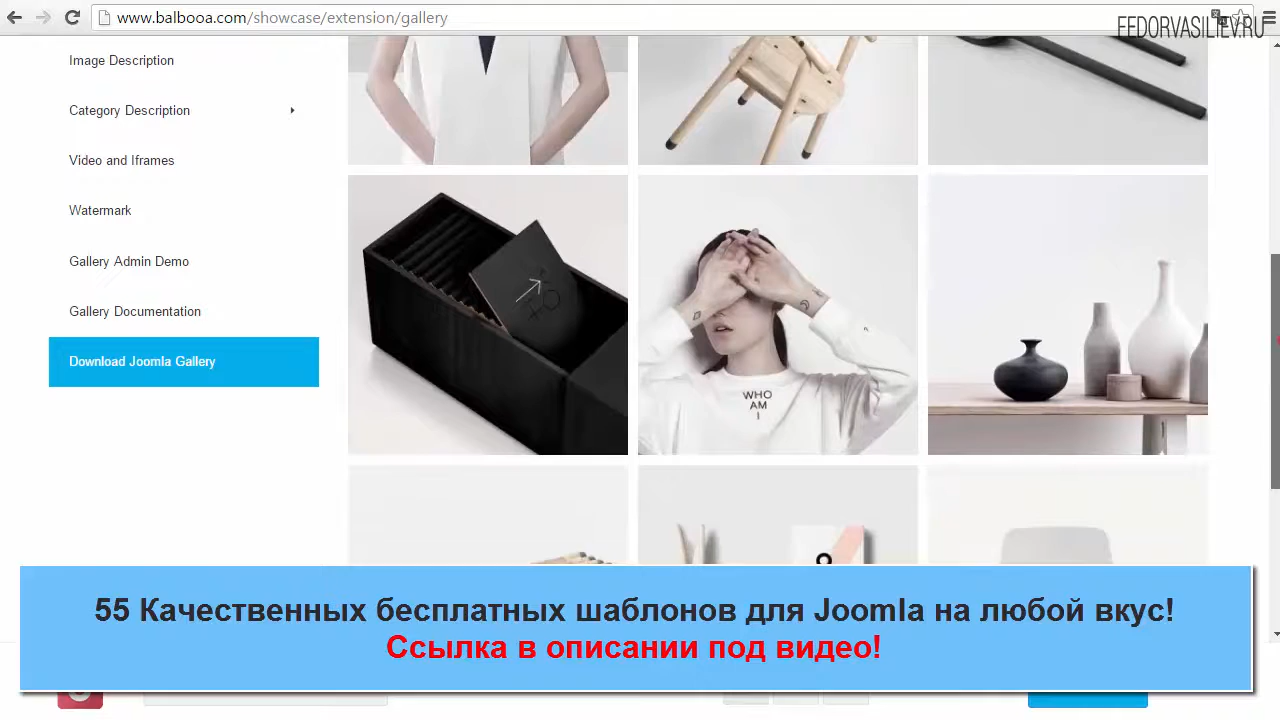 www.balbooa.com/showcase/extension/gallery
FEDORVASILIEV.RU
Image Description
Category Description
Video and Iframes
Watermark
Gallery Admin Demo
Gallery Documentation
Download Joomla Gallery
WHO
AM
I
55 Качественных бесплатных шаблонов для Joomla на любой вкус!
Ссылка в описании под видео!